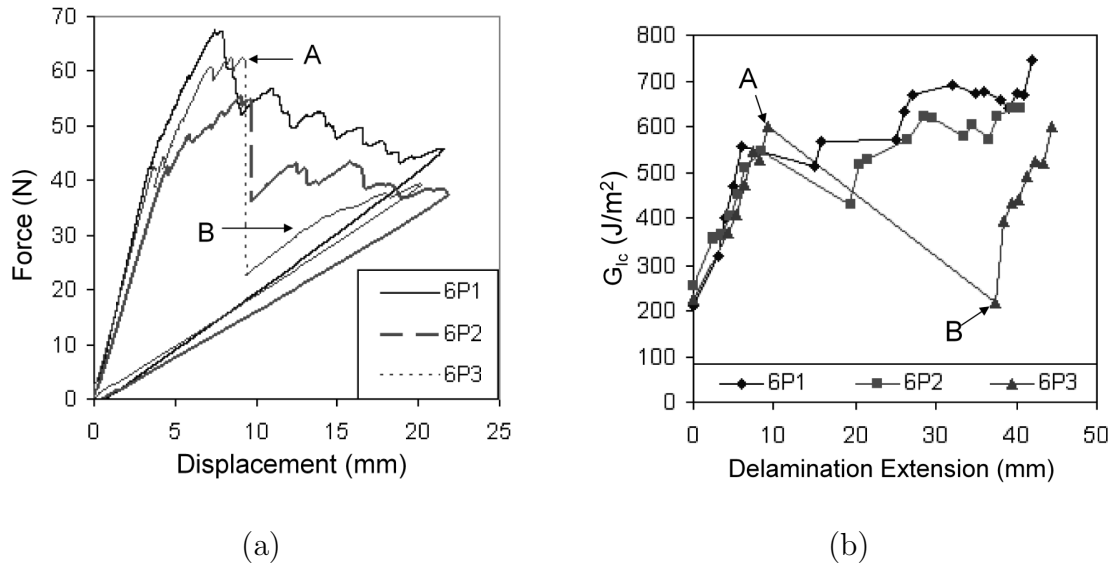 70
60
50
40
30
20
10
0
Force (N)
A
B
6P1
6P2
6P3
0 5 10 15 20 25
Displacement (mm)
(a)
800
700
600
500
400
300
200
100
0
G_Ic (J/m²)
A
B
6P1 6P2 6P3
0 10 20 30 40 50
Delamination Extension (mm)
(b)